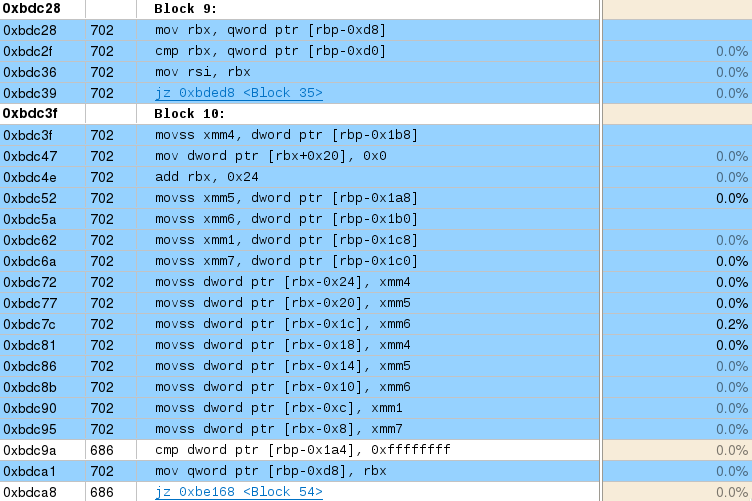 0xbdc28 Block 9:
0xbdc28 702 mov rbx, qword ptr [rbp-0xd8]
0xbdc2f 702 cmp rbx, qword ptr [rbp-0xd0] 0.0%
0xbdc36 702 mov rsi, rbx 0.0%
0xbdc39 702 jz 0xbded8 <Block 35> 0.0%
0xbdc3f Block 10:
0xbdc3f 702 movss xmm4, dword ptr [rbp-0x1b8]
0xbdc47 702 mov dword ptr [rbx+0x20], 0x0 0.0%
0xbdc4e 702 add rbx, 0x24 0.0%
0xbdc52 702 movss xmm5, dword ptr [rbp-0x1a8] 0.0%
0xbdc5a 702 movss xmm6, dword ptr [rbp-0x1b0]
0xbdc62 702 movss xmm1, dword ptr [rbp-0x1c8] 0.0%
0xbdc6a 702 movss xmm7, dword ptr [rbp-0x1c0] 0.0%
0xbdc72 702 movss dword ptr [rbx-0x24], xmm4 0.0%
0xbdc77 702 movss dword ptr [rbx-0x20], xmm5 0.0%
0xbdc7c 702 movss dword ptr [rbx-0x1c], xmm6 0.2%
0xbdc81 702 movss dword ptr [rbx-0x18], xmm4 0.0%
0xbdc86 702 movss dword ptr [rbx-0x14], xmm5 0.0%
0xbdc8b 702 movss dword ptr [rbx-0x10], xmm6 0.0%
0xbdc90 702 movss dword ptr [rbx-0xc], xmm1 0.0%
0xbdc95 702 movss dword ptr [rbx-0x8], xmm7 0.0%
0xbdc9a 686 cmp dword ptr [rbp-0x1a4], 0xffffffff 0.0%
0xbdca1 702 mov qword ptr [rbp-0xd8], rbx 0.0%
0xbdca8 686 jz 0xbe168 <Block 54> 0.0%